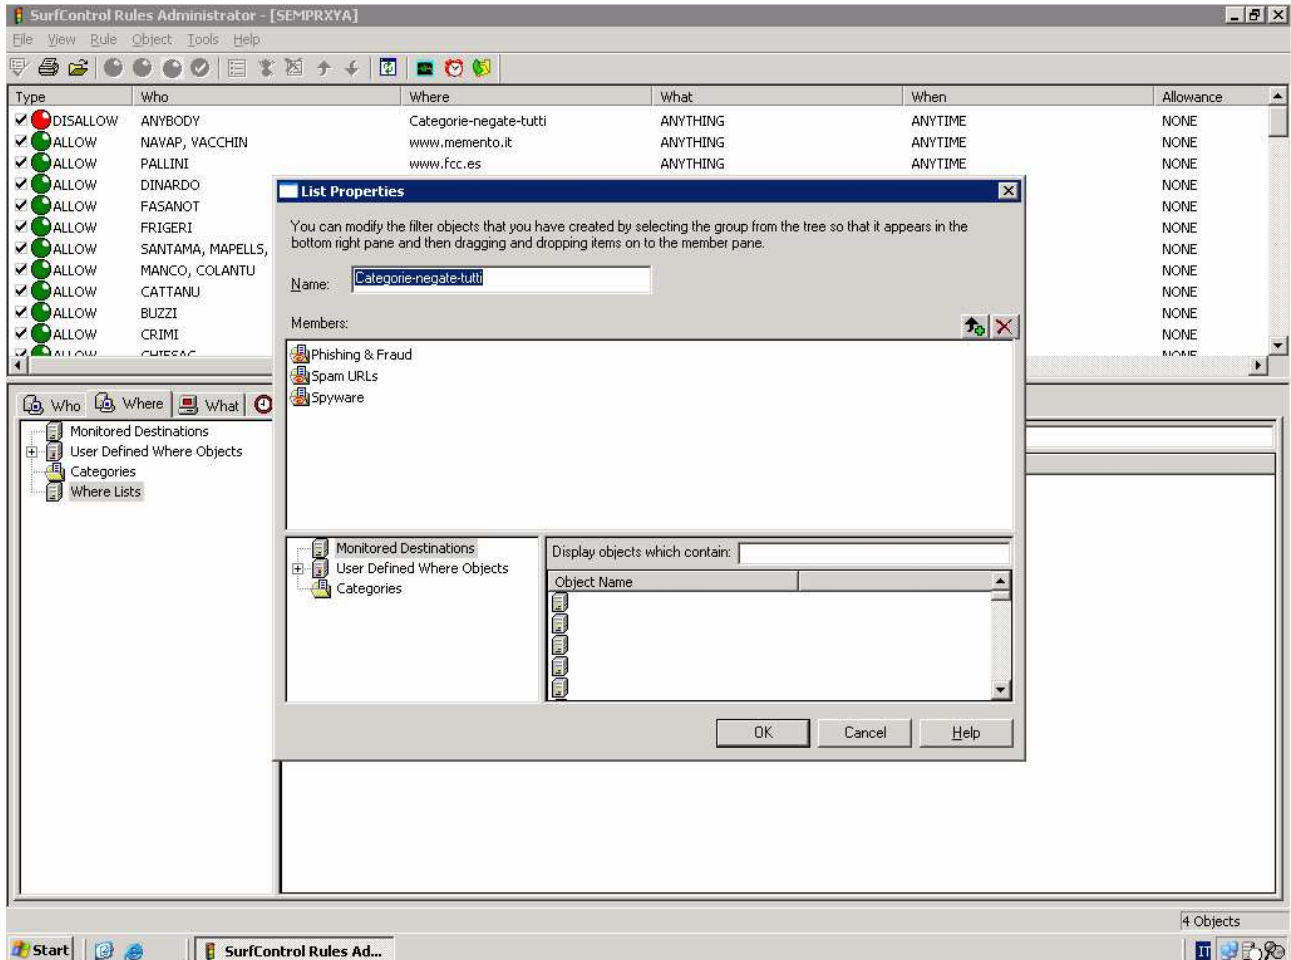 SurfControl Rules Administrator - [SEMPRXYA]
File View Rule Object Tools Help
Type Who Where What When Allowance
DISALLOW ANYBODY Categorie-negate-tutti ANYTHING ANYTIME NONE
ALLOW NAVAP, VACCHIN www.memento.it ANYTHING ANYTIME NONE
ALLOW PALLINI www.fcc.es ANYTHING ANYTIME NONE
ALLOW DINARDO NONE
ALLOW FASANOT NONE
ALLOW FRIGERI NONE
ALLOW SANTAMA, MAPELLS, NONE
ALLOW MANCO, COLANTU NONE
ALLOW CATTANU NONE
ALLOW BUZZI NONE
ALLOW CRIMI NONE
ALLOW CHIESAC NONE
List Properties
You can modify the filter objects that you have created by selecting the group from the tree so that it appears in the
bottom right pane and then dragging and dropping items on to the member pane.
Name: Categorie-negate-tutti
Members:
Phishing & Fraud
Spam URLs
Spyware
Monitored Destinations
User Defined Where Objects
Categories
Display objects which contain:
Object Name
OK Cancel Help
Who Where What
Monitored Destinations
User Defined Where Objects
Categories
Where Lists
4 Objects
Start SurfControl Rules Ad... IT